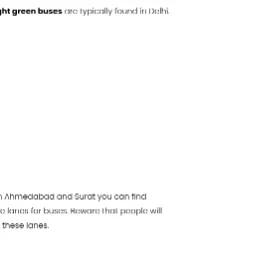 ght green buses are typically found in Delhi.
n Ahmedabad and Surat you can find
e lanes for buses. Beware that people will
these lanes.